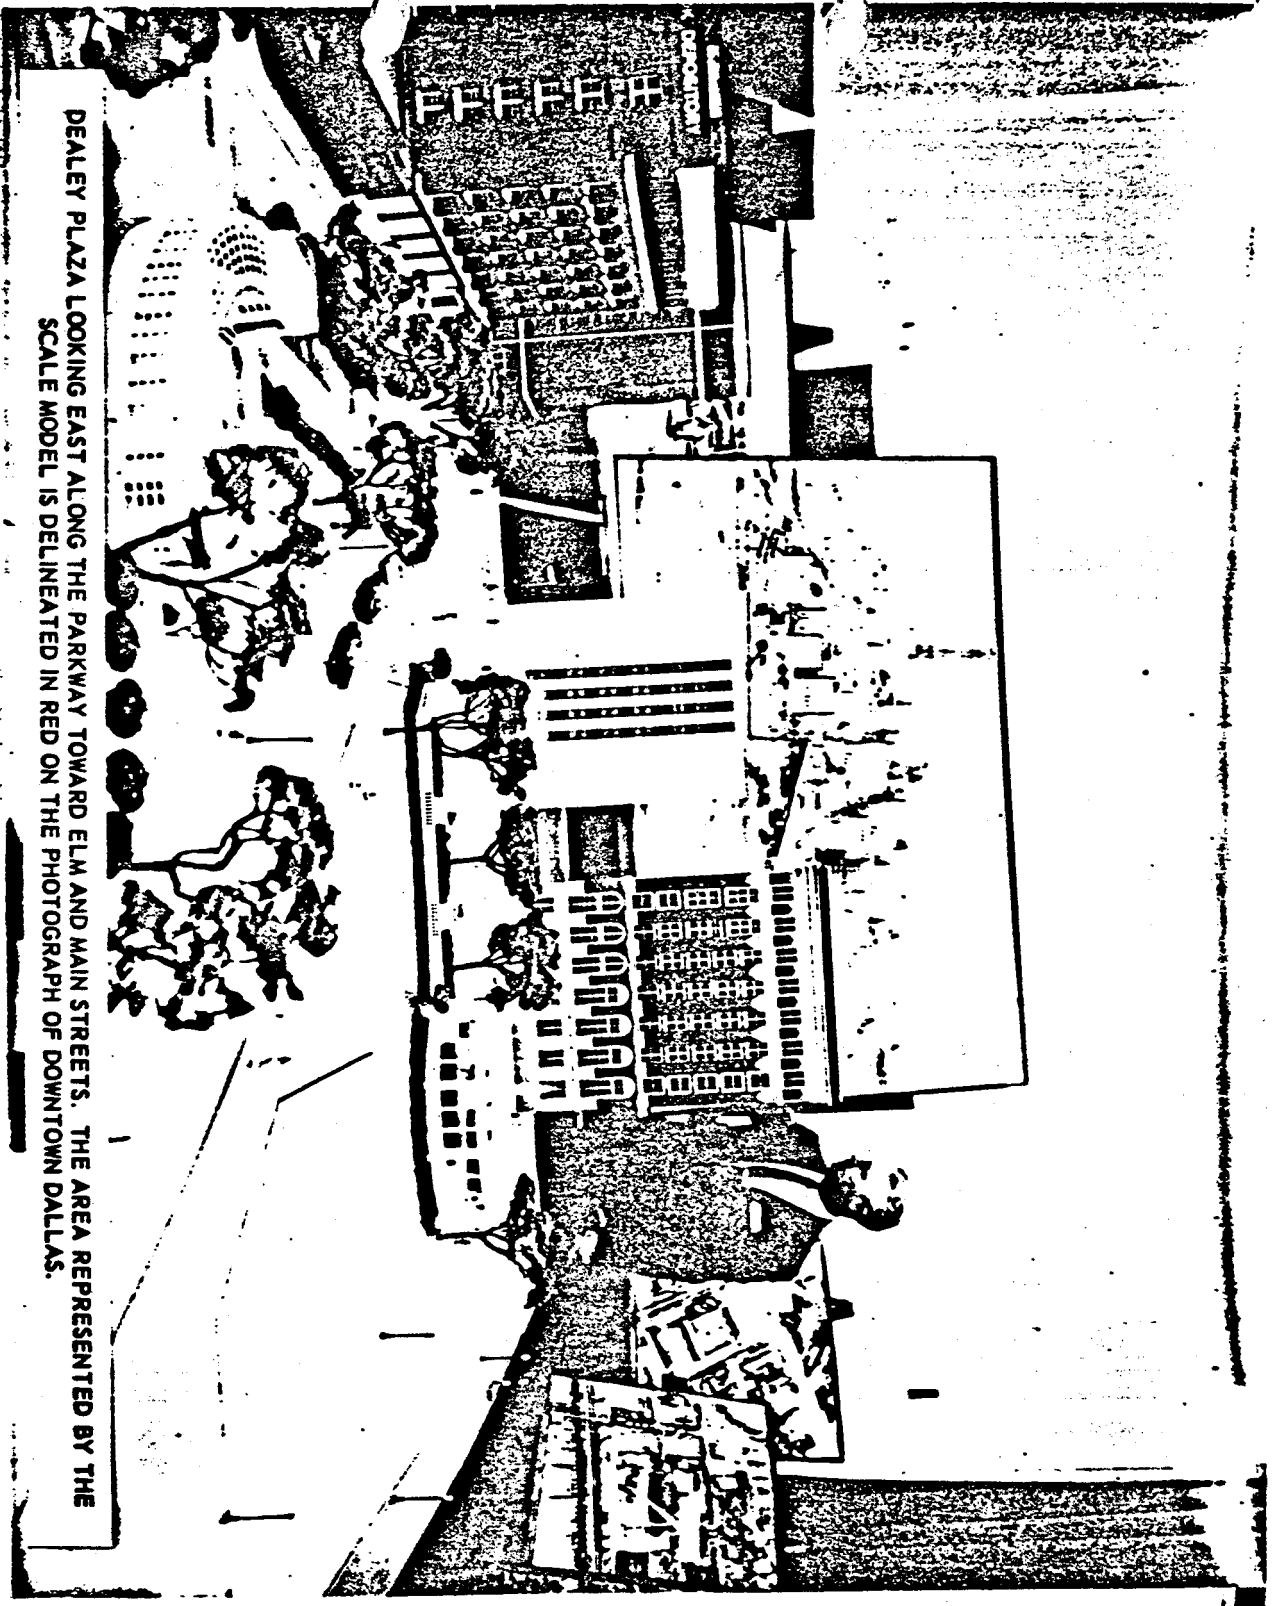 DEALEY PLAZA LOOKING EAST ALONG THE PARKWAY TOWARD ELM AND MAIN STREETS. THE AREA REPRESENTED BY THE
SCALE MODEL IS DELINEATED IN RED ON THE PHOTOGRAPH OF DOWNTOWN DALLAS.